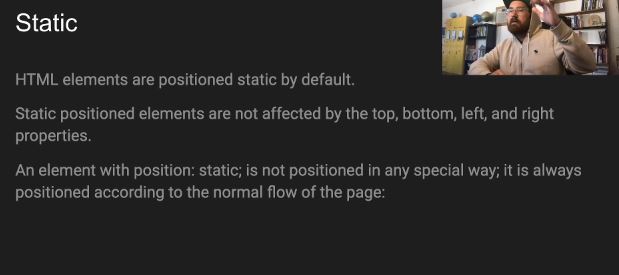 Static
HTML elements are positioned static by default.
Static positioned elements are not affected by the top, bottom, left, and right
properties.
An element with position: static; is not positioned in any special way; it is always
positioned according to the normal flow of the page: